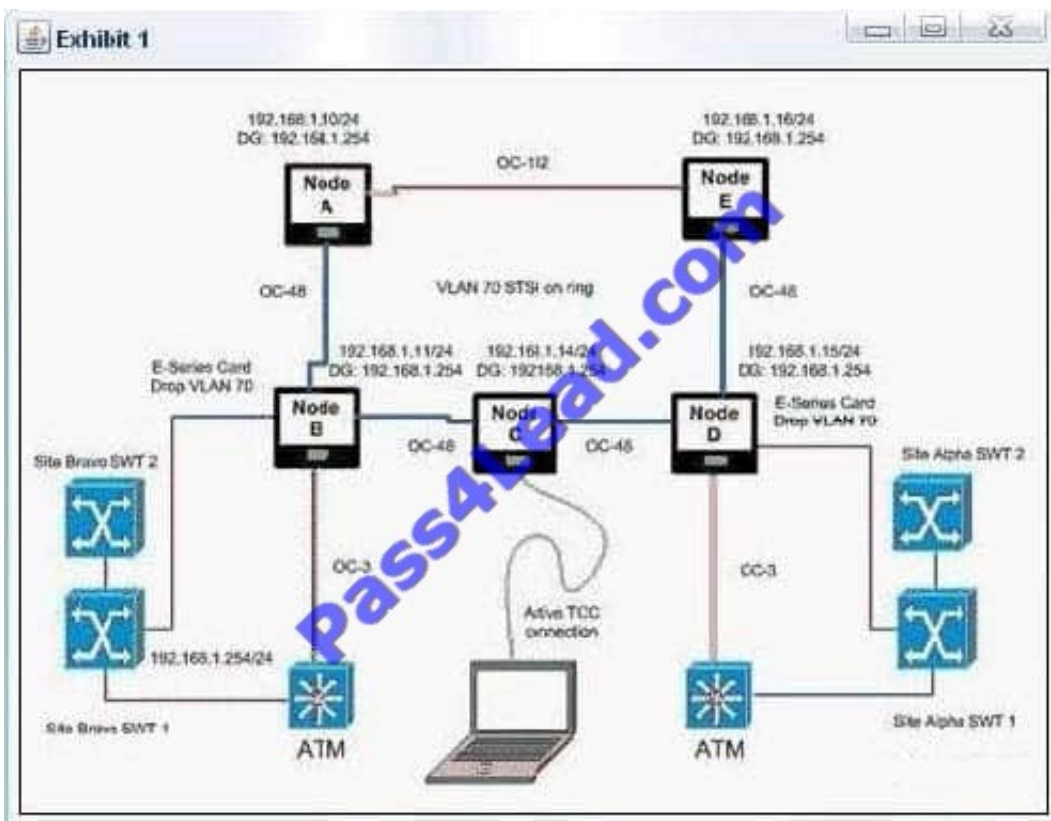 Exhibit 1
192.168.1.10/24
DG: 192.168.1.254
192.168.1.16/24
DG: 192.168.1.254
OC-1I2
Node
A
Node
E
OC-48
VLAN 70 STSI on ring
OC-48
E-Series Card
Drop VLAN 70
192.168.1.11/24
DG: 192.168.1.254
192.168.1.14/24
DG: 192168.1.254
192.168.1.15/24
DG: 192.168.1.254
E-Series Card
Drop VLAN 70
Node
B
OC-48
Node
C
OC-48
Node
D
Site Bravo SWT 2
Site Alpha SWT 2
OC-3
OC-3
Active TCC
connection
192.168.1.254/24
Site Bravo SWT 1
ATM
ATM
Site Alpha SWT 1
Pass4Lead.com